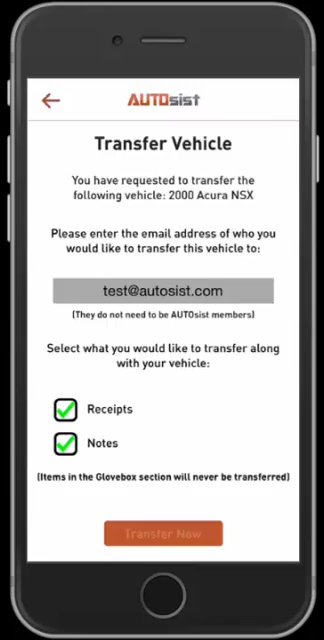 AUTOsist
Transfer Vehicle
You have requested to transfer the
following vehicle: 2000 Acura NSX
Please enter the email address of who you
would like to transfer this vehicle to:
test@autosist.com
(They do not need to be AUTOsist members)
Select what you would like to transfer along
with your vehicle:
Receipts
Notes
(Items in the Glovebox section will never be transferred)
Transfer Now